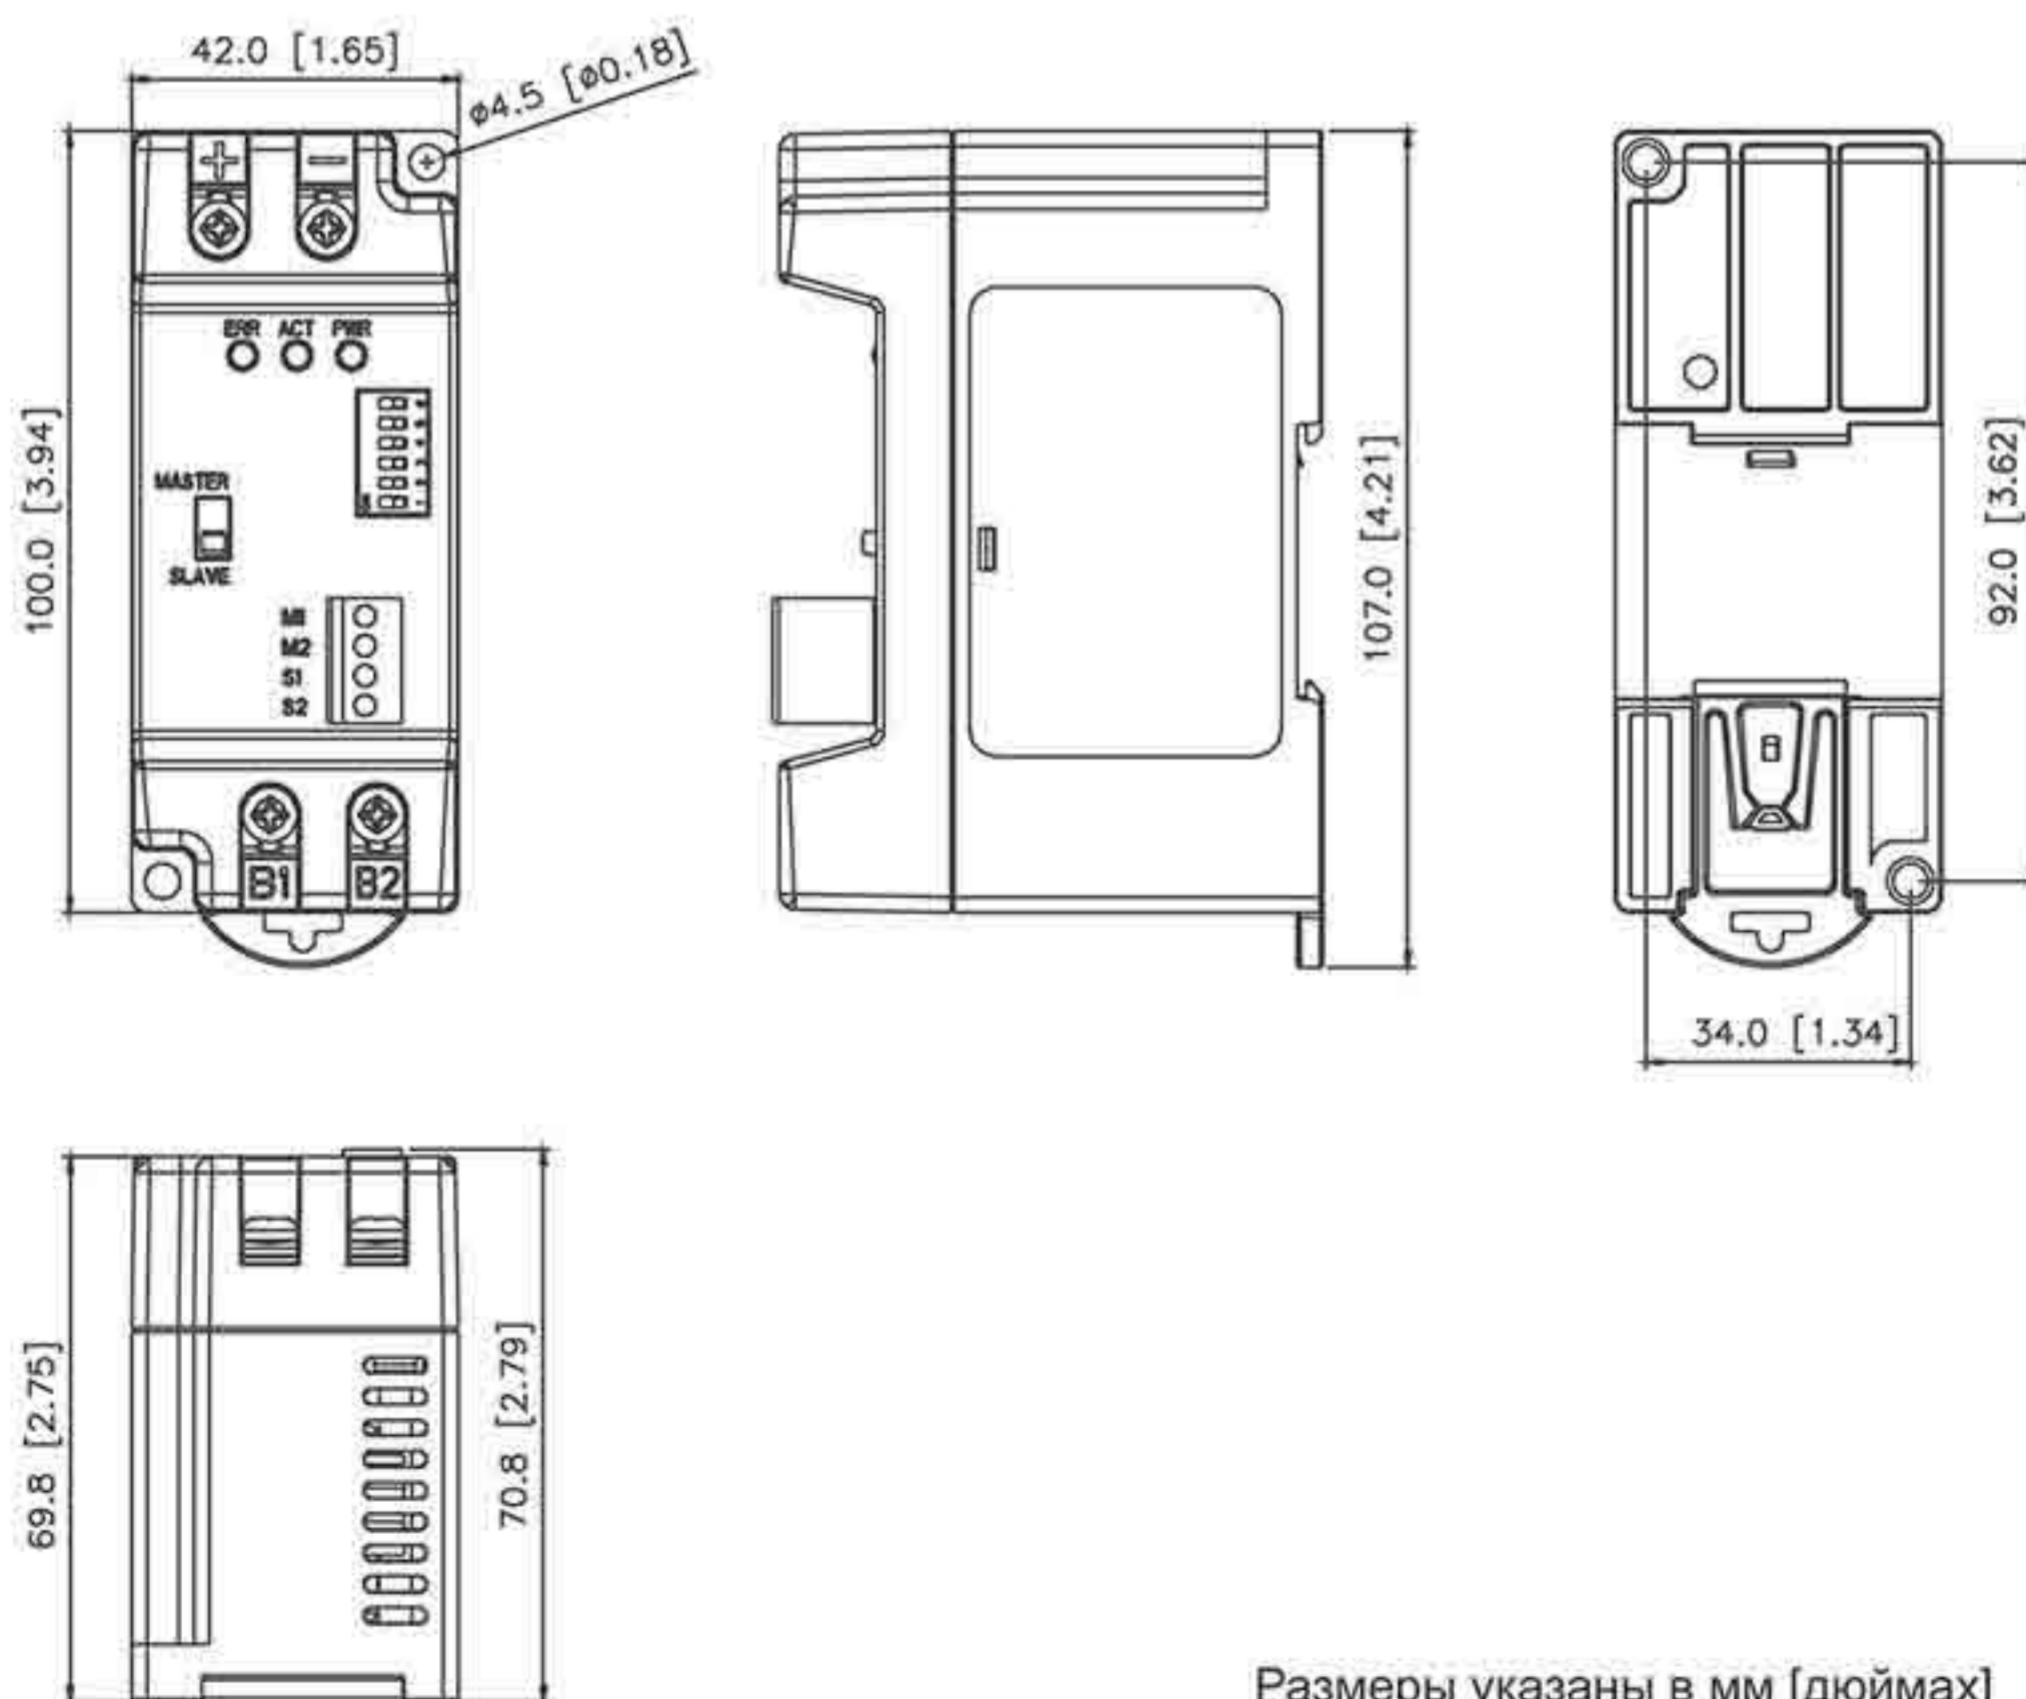 42.0 [1.65]
ø4.5 [ø0.18]
+ −
ERR ACT PWR
100.0 [3.94]
MASTER
SLAVE
M1
M2
S1
S2
B1 B2
107.0 [4.21]
92.0 [3.62]
34.0 [1.34]
69.8 [2.75]
70.8 [2.79]
Размеры указаны в мм [дюймах]